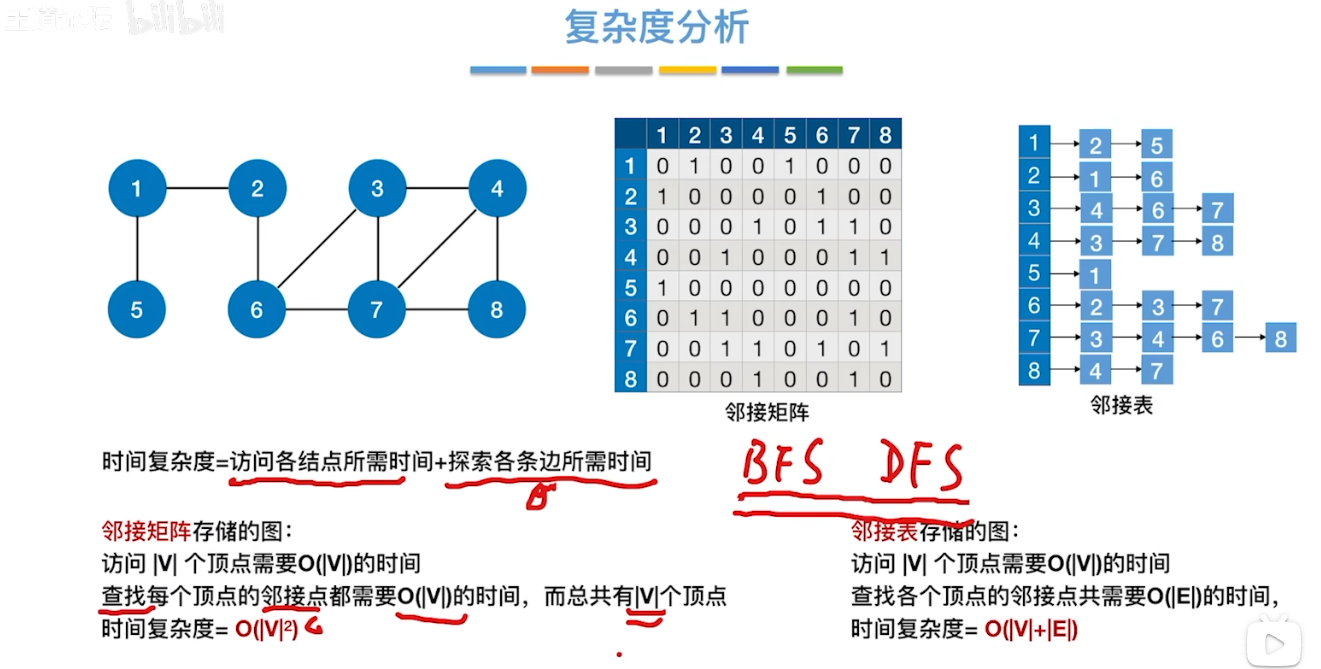 王道论坛 bilibili
复杂度分析
1 2 3 4
5 6 7 8
1 2 3 4 5 6 7 8
1 0 1 0 0 1 0 0 0
2 1 0 0 0 0 1 0 0
3 0 0 0 1 0 1 1 0
4 0 0 1 0 0 0 1 1
5 1 0 0 0 0 0 0 0
6 0 1 1 0 0 0 1 0
7 0 0 1 1 0 1 0 1
8 0 0 0 1 0 0 1 0
邻接矩阵
1 2 5
2 1 6
3 4 6 7
4 3 7 8
5 1
6 2 3 7
7 3 4 6 8
8 4 7
邻接表
时间复杂度=访问各结点所需时间+探索各条边所需时间
BFS DFS
邻接矩阵存储的图：
访问 |V| 个顶点需要O(|V|)的时间
查找每个顶点的邻接点都需要O(|V|)的时间，而总共有|V|个顶点
时间复杂度= O(|V|²)
邻接表存储的图：
访问 |V| 个顶点需要O(|V|)的时间
查找各个顶点的邻接点共需要O(|E|)的时间，
时间复杂度= O(|V|+|E|)